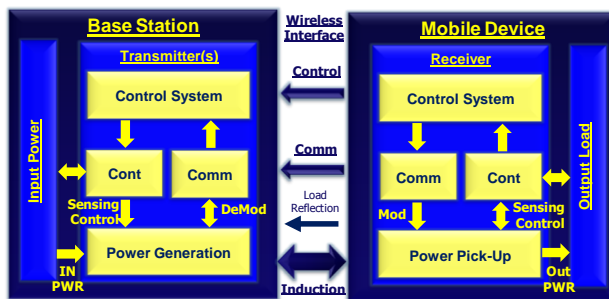 Base Station
Transmitter(s)
Input Power
Control System
Cont
Comm
Sensing
Control
DeMod
Power Generation
IN
PWR
Wireless
Interface
Control
Comm
Load
Reflection
Induction
Mobile Device
Receiver
Control System
Comm
Cont
Mod
Sensing
Control
Power Pick-Up
Out
PWR
Output Load